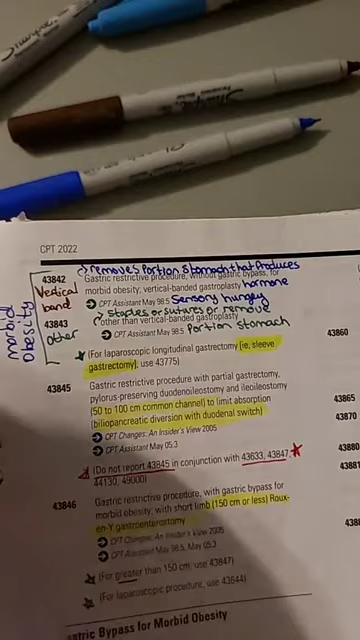 Sharpie
Sharpie
CPT 2022
removes Portion Stomach that Produces
43842 Gastric restrictive procedure, without gastric bypass, for
morbid obesity; vertical-banded gastroplasty hormone
Vertical band
CPT Assistant May 98:5 Sensory hungry
staples or sutures or remove
43843 other than vertical-banded gastroplasty
Other
CPT Assistant May 98:5 Portion stomach
morbid obesity
(For laparoscopic longitudinal gastrectomy [ie, sleeve
gastrectomy], use 43775)
43845 Gastric restrictive procedure with partial gastrectomy,
pylorus-preserving duodenoileostomy and ileoileostomy
(50 to 100 cm common channel) to limit absorption
(biliopancreatic diversion with duodenal switch)
CPT Changes: An Insider's View 2005
CPT Assistant May 05:3
(Do not report 43845 in conjunction with 43633, 43847,
44130, 49000)
43846 Gastric restrictive procedure, with gastric bypass for
morbid obesity; with short limb (150 cm or less) Roux-
en-Y gastroenterostomy
CPT Changes: An Insider's View 2005
CPT Assistant May 98:5, May 05:3
(For greater than 150 cm, use 43847)
(For laparoscopic procedure, use 43644)
Gastric Bypass for Morbid Obesity
43860
43865
43870
43880